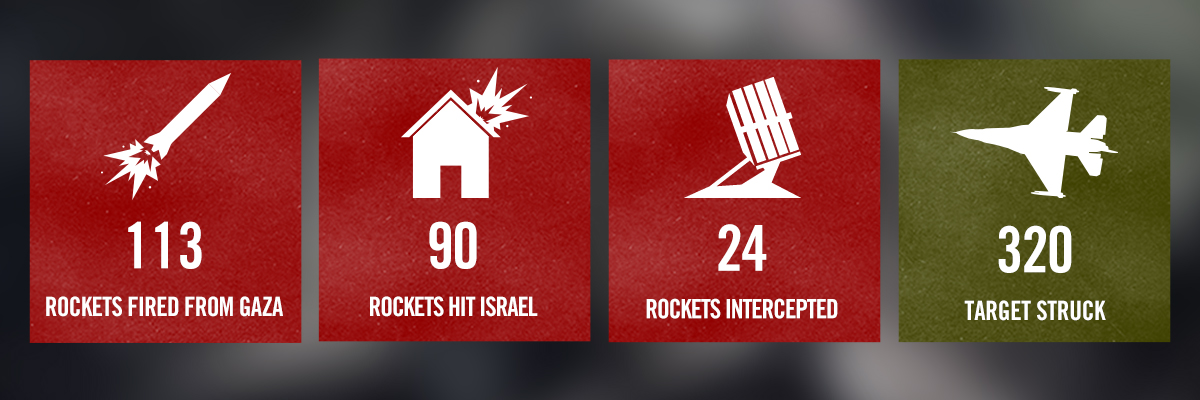 113
ROCKETS FIRED FROM GAZA
90
ROCKETS HIT ISRAEL
24
ROCKETS INTERCEPTED
320
TARGET STRUCK